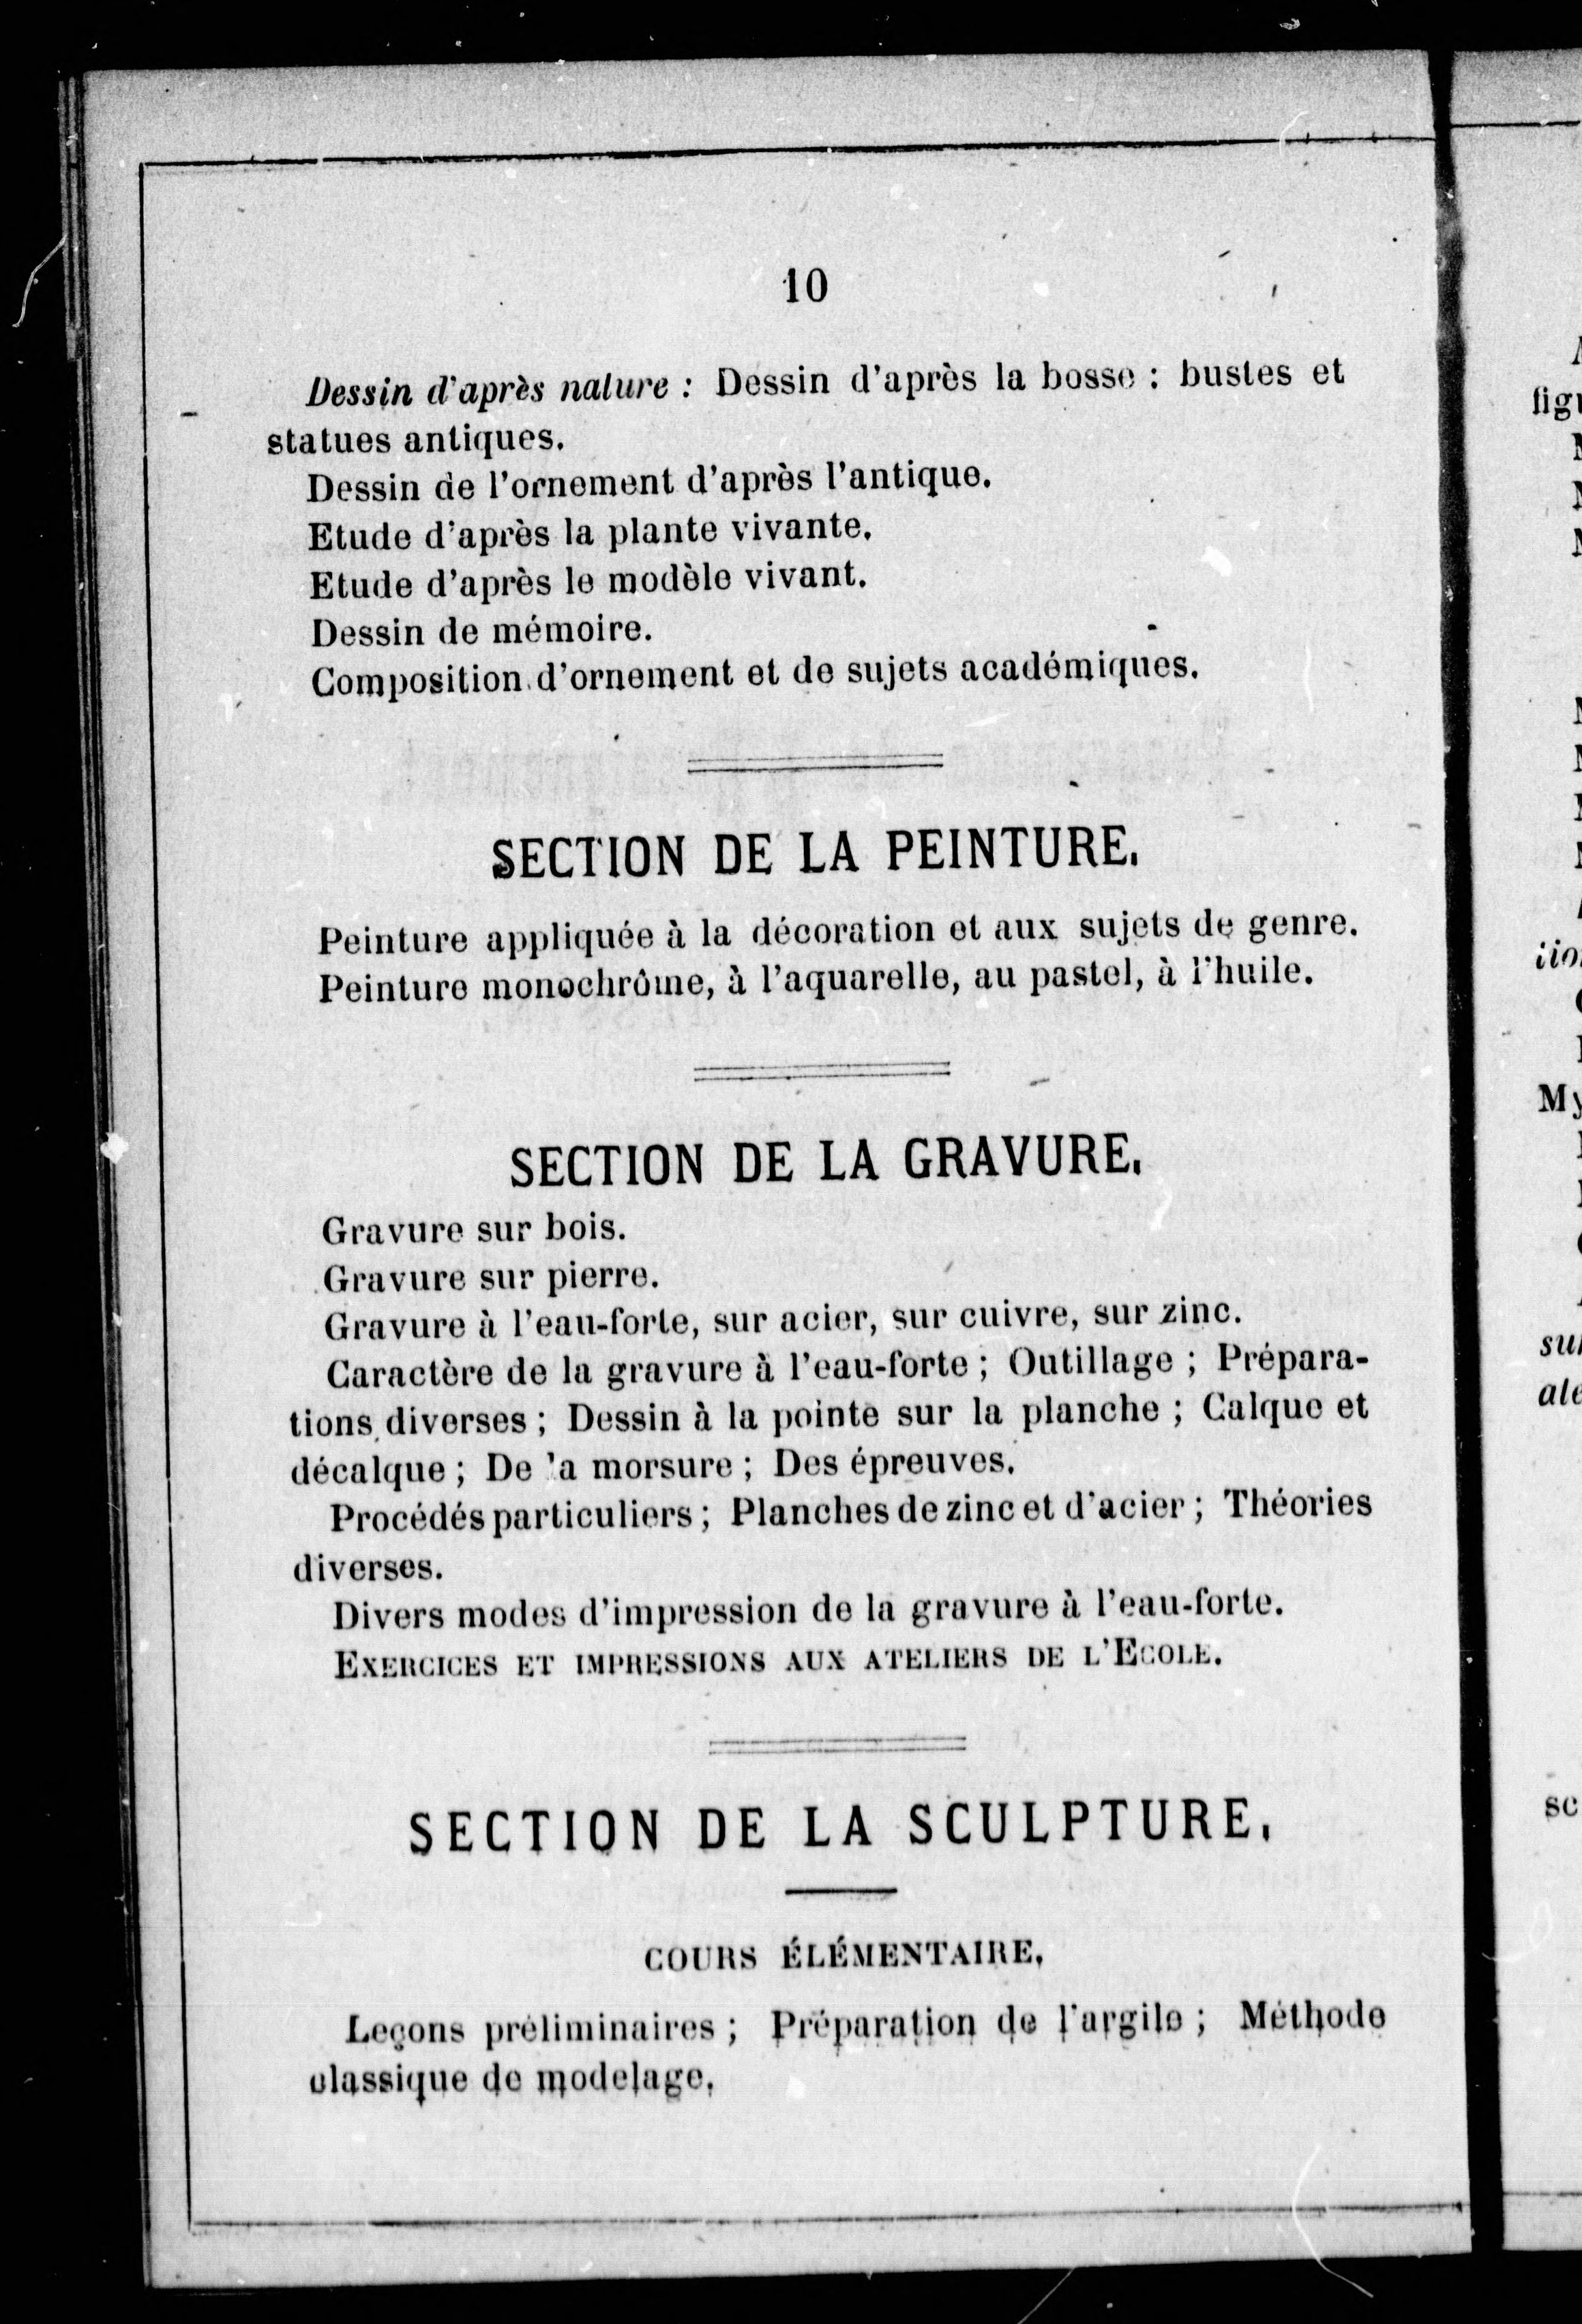 10
Dessin d'après nature : Dessin d'après la bosse : bustes et
statues antiques.
Dessin de l'ornement d'après l'antique.
Etude d'après la plante vivante.
Etude d'après le modèle vivant.
Dessin de mémoire.
Composition d'ornement et de sujets académiques.
SECTION DE LA PEINTURE.
Peinture appliquée à la décoration et aux sujets de genre.
Peinture monochrôme, à l'aquarelle, au pastel, à l'huile.
SECTION DE LA GRAVURE.
Gravure sur bois.
Gravure sur pierre.
Gravure à l'eau-forte, sur acier, sur cuivre, sur zinc.
Caractère de la gravure à l'eau-forte ; Outillage ; Prépara-
tions diverses ; Dessin à la pointe sur la planche ; Calque et
décalque ; De 'a morsure ; Des épreuves.
Procédés particuliers ; Planches de zinc et d'acier ; Théories
diverses.
Divers modes d'impression de la gravure à l'eau-forte.
EXERCICES ET IMPRESSIONS AUX ATELIERS DE L'ECOLE.
SECTION DE LA SCULPTURE.
COURS ÉLÉMENTAIRE.
Leçons préliminaires ; Préparation de l'argile ; Méthode
classique de modelage.